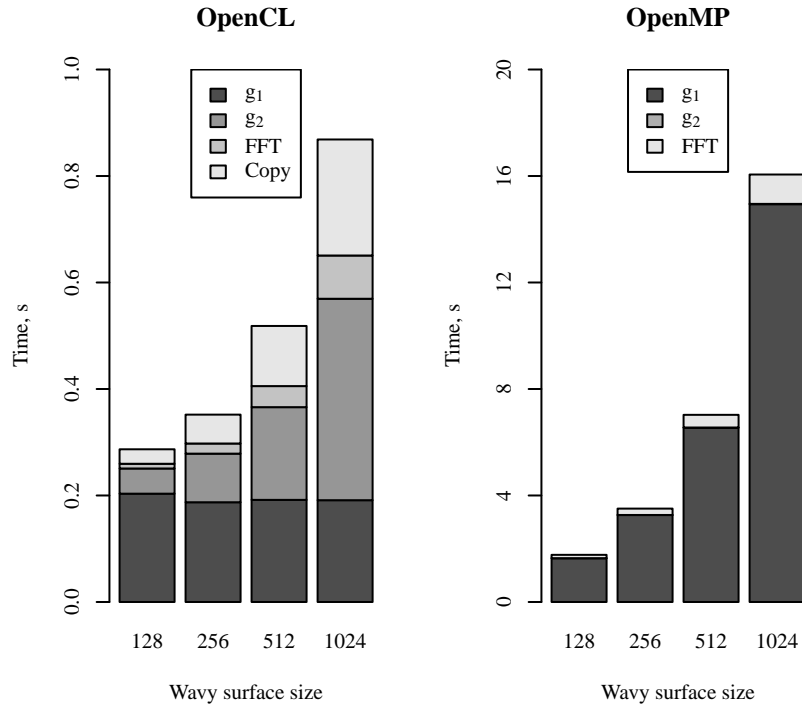 OpenCL
Time, s
1.0
0.8
0.6
0.4
0.2
0.0
g₁
g₂
FFT
Copy
128 256 512 1024
Wavy surface size
OpenMP
Time, s
20
16
12
8
4
0
g₁
g₂
FFT
128 256 512 1024
Wavy surface size